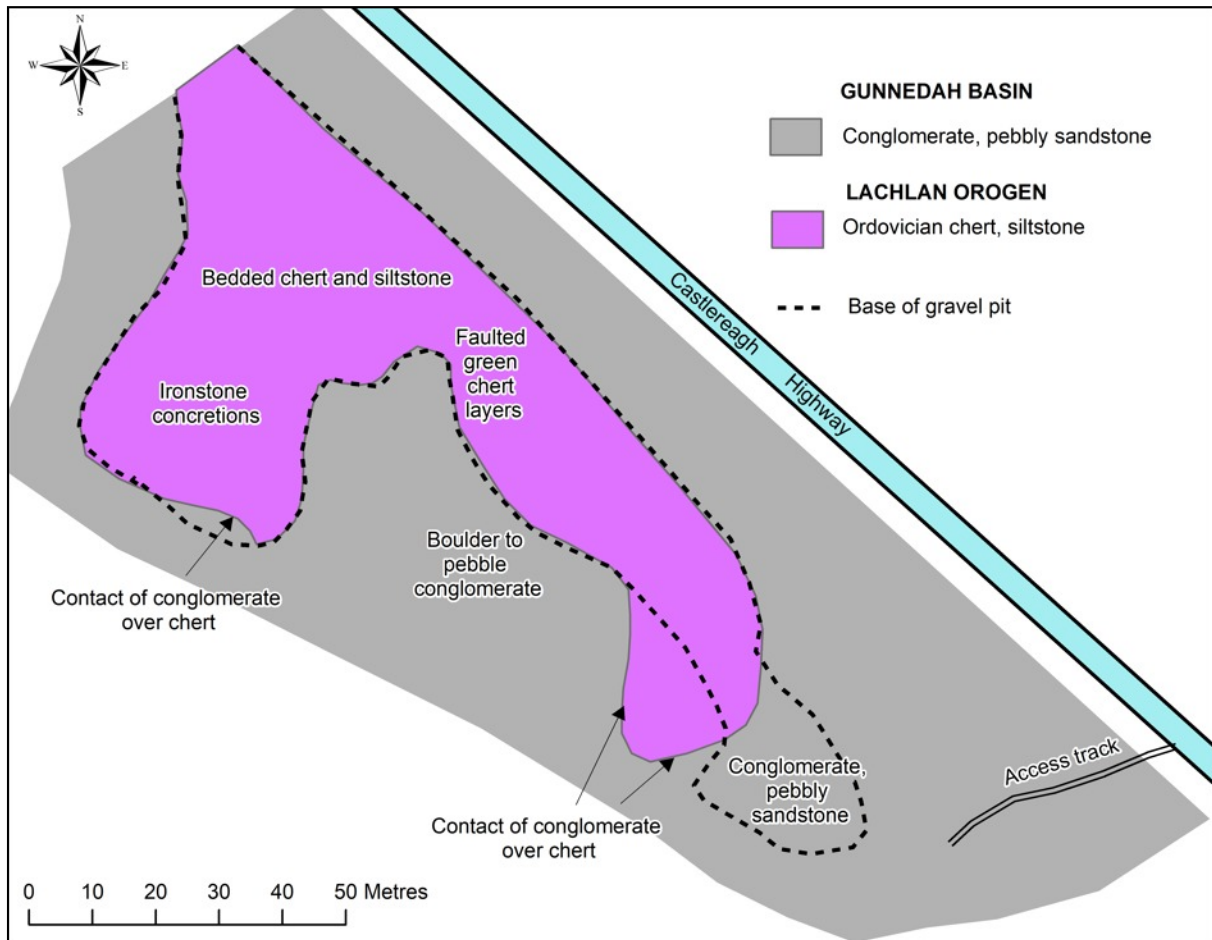 N
W
E
S
GUNNEDAH BASIN
Conglomerate, pebbly sandstone
LACHLAN OROGEN
Ordovician chert, siltstone
Base of gravel pit
Castlereagh
Highway
Bedded chert and siltstone
Faulted
green
chert
layers
Ironstone
concretions
Boulder to
pebble
conglomerate
Contact of conglomerate
over chert
Conglomerate,
pebbly
sandstone
Access track
Contact of conglomerate
over chert
0 10 20 30 40 50 Metres